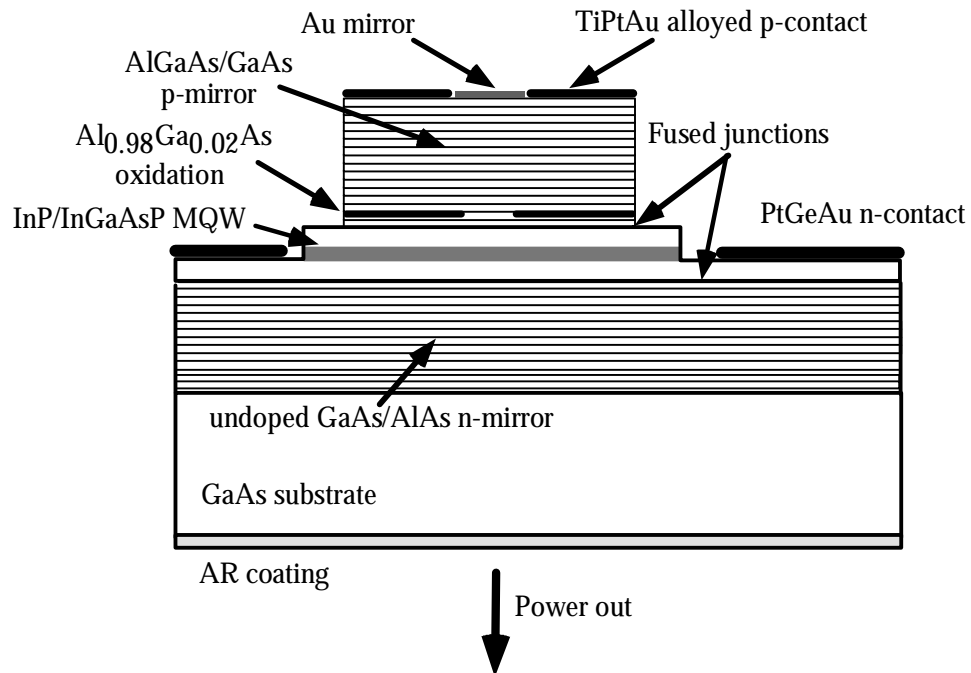 Au mirror
TiPtAu alloyed p-contact
AlGaAs/GaAs
p-mirror
Al0.98Ga0.02As
oxidation
Fused junctions
InP/InGaAsP MQW
PtGeAu n-contact
undoped GaAs/AlAs n-mirror
GaAs substrate
AR coating
Power out